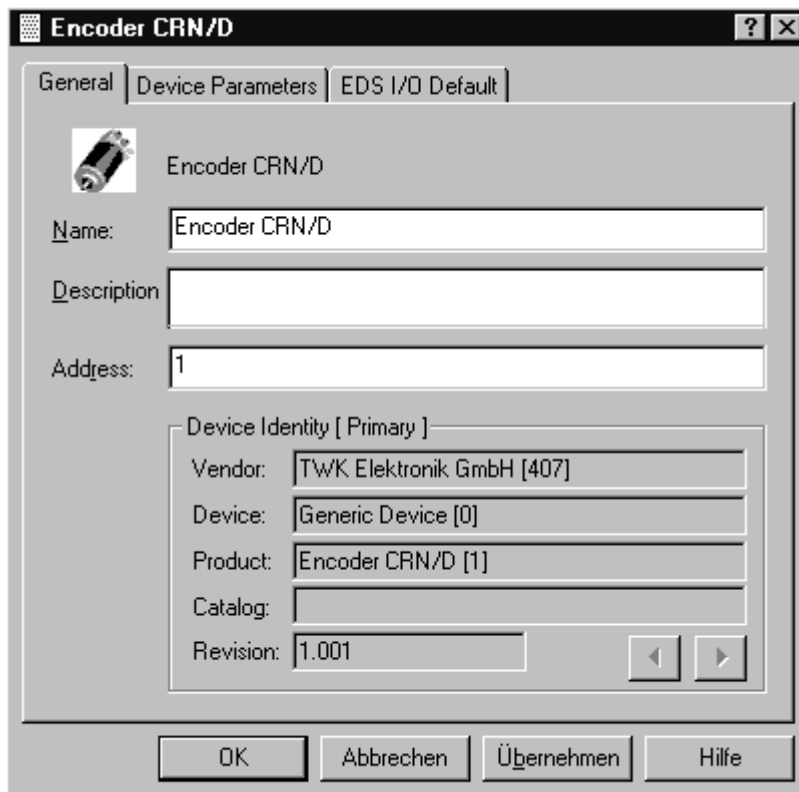 Encoder CRN/D
General Device Parameters EDS I/O Default
Encoder CRN/D
Name: Encoder CRN/D
Description
Address: 1
Device Identity [ Primary ]
Vendor: TWK Elektronik GmbH [407]
Device: Generic Device [0]
Product: Encoder CRN/D [1]
Catalog:
Revision: 1.001
OK Abbrechen Übernehmen Hilfe